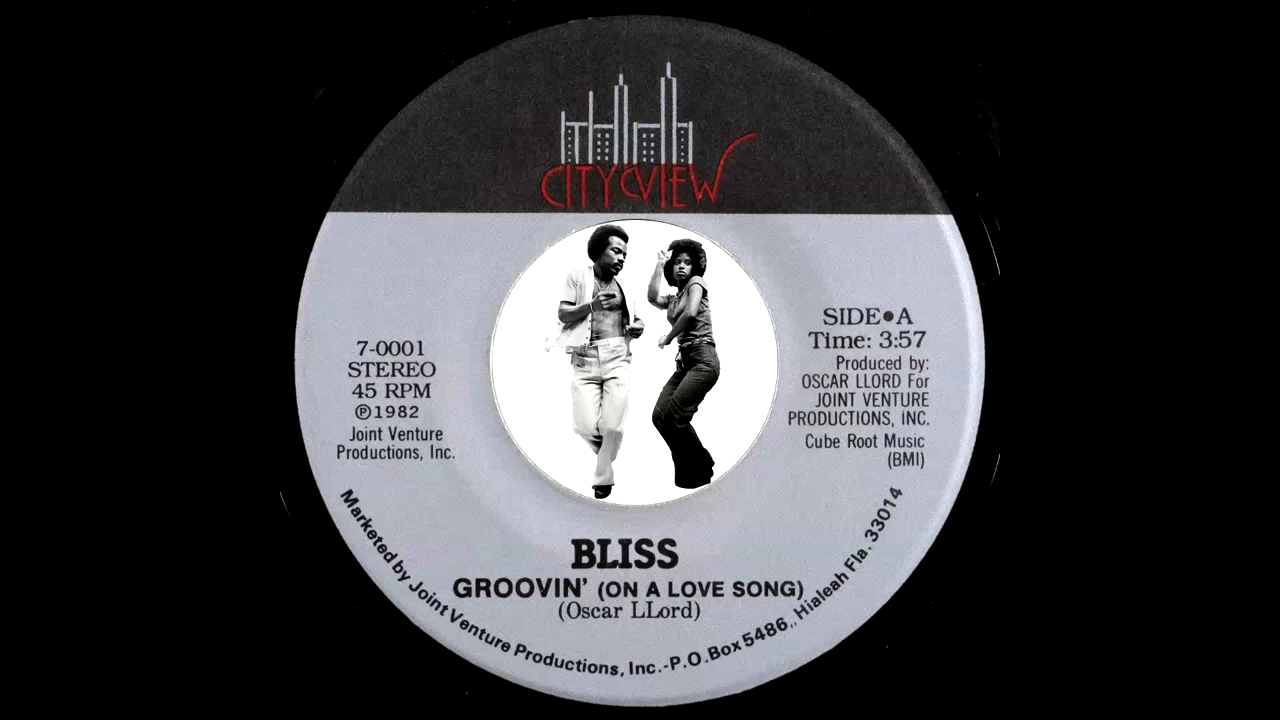 CITYVIEW
7-0001
STEREO
45 RPM
℗1982
Joint Venture
Productions, Inc.
SIDE●A
Time: 3:57
Produced by:
OSCAR LLORD For
JOINT VENTURE
PRODUCTIONS, INC.
Cube Root Music
(BMI)
BLISS
GROOVIN' (ON A LOVE SONG)
(Oscar LLord)
Marketed by Joint Venture Productions, Inc.-P.O.Box 5486,, Hialeah Fla. 33014